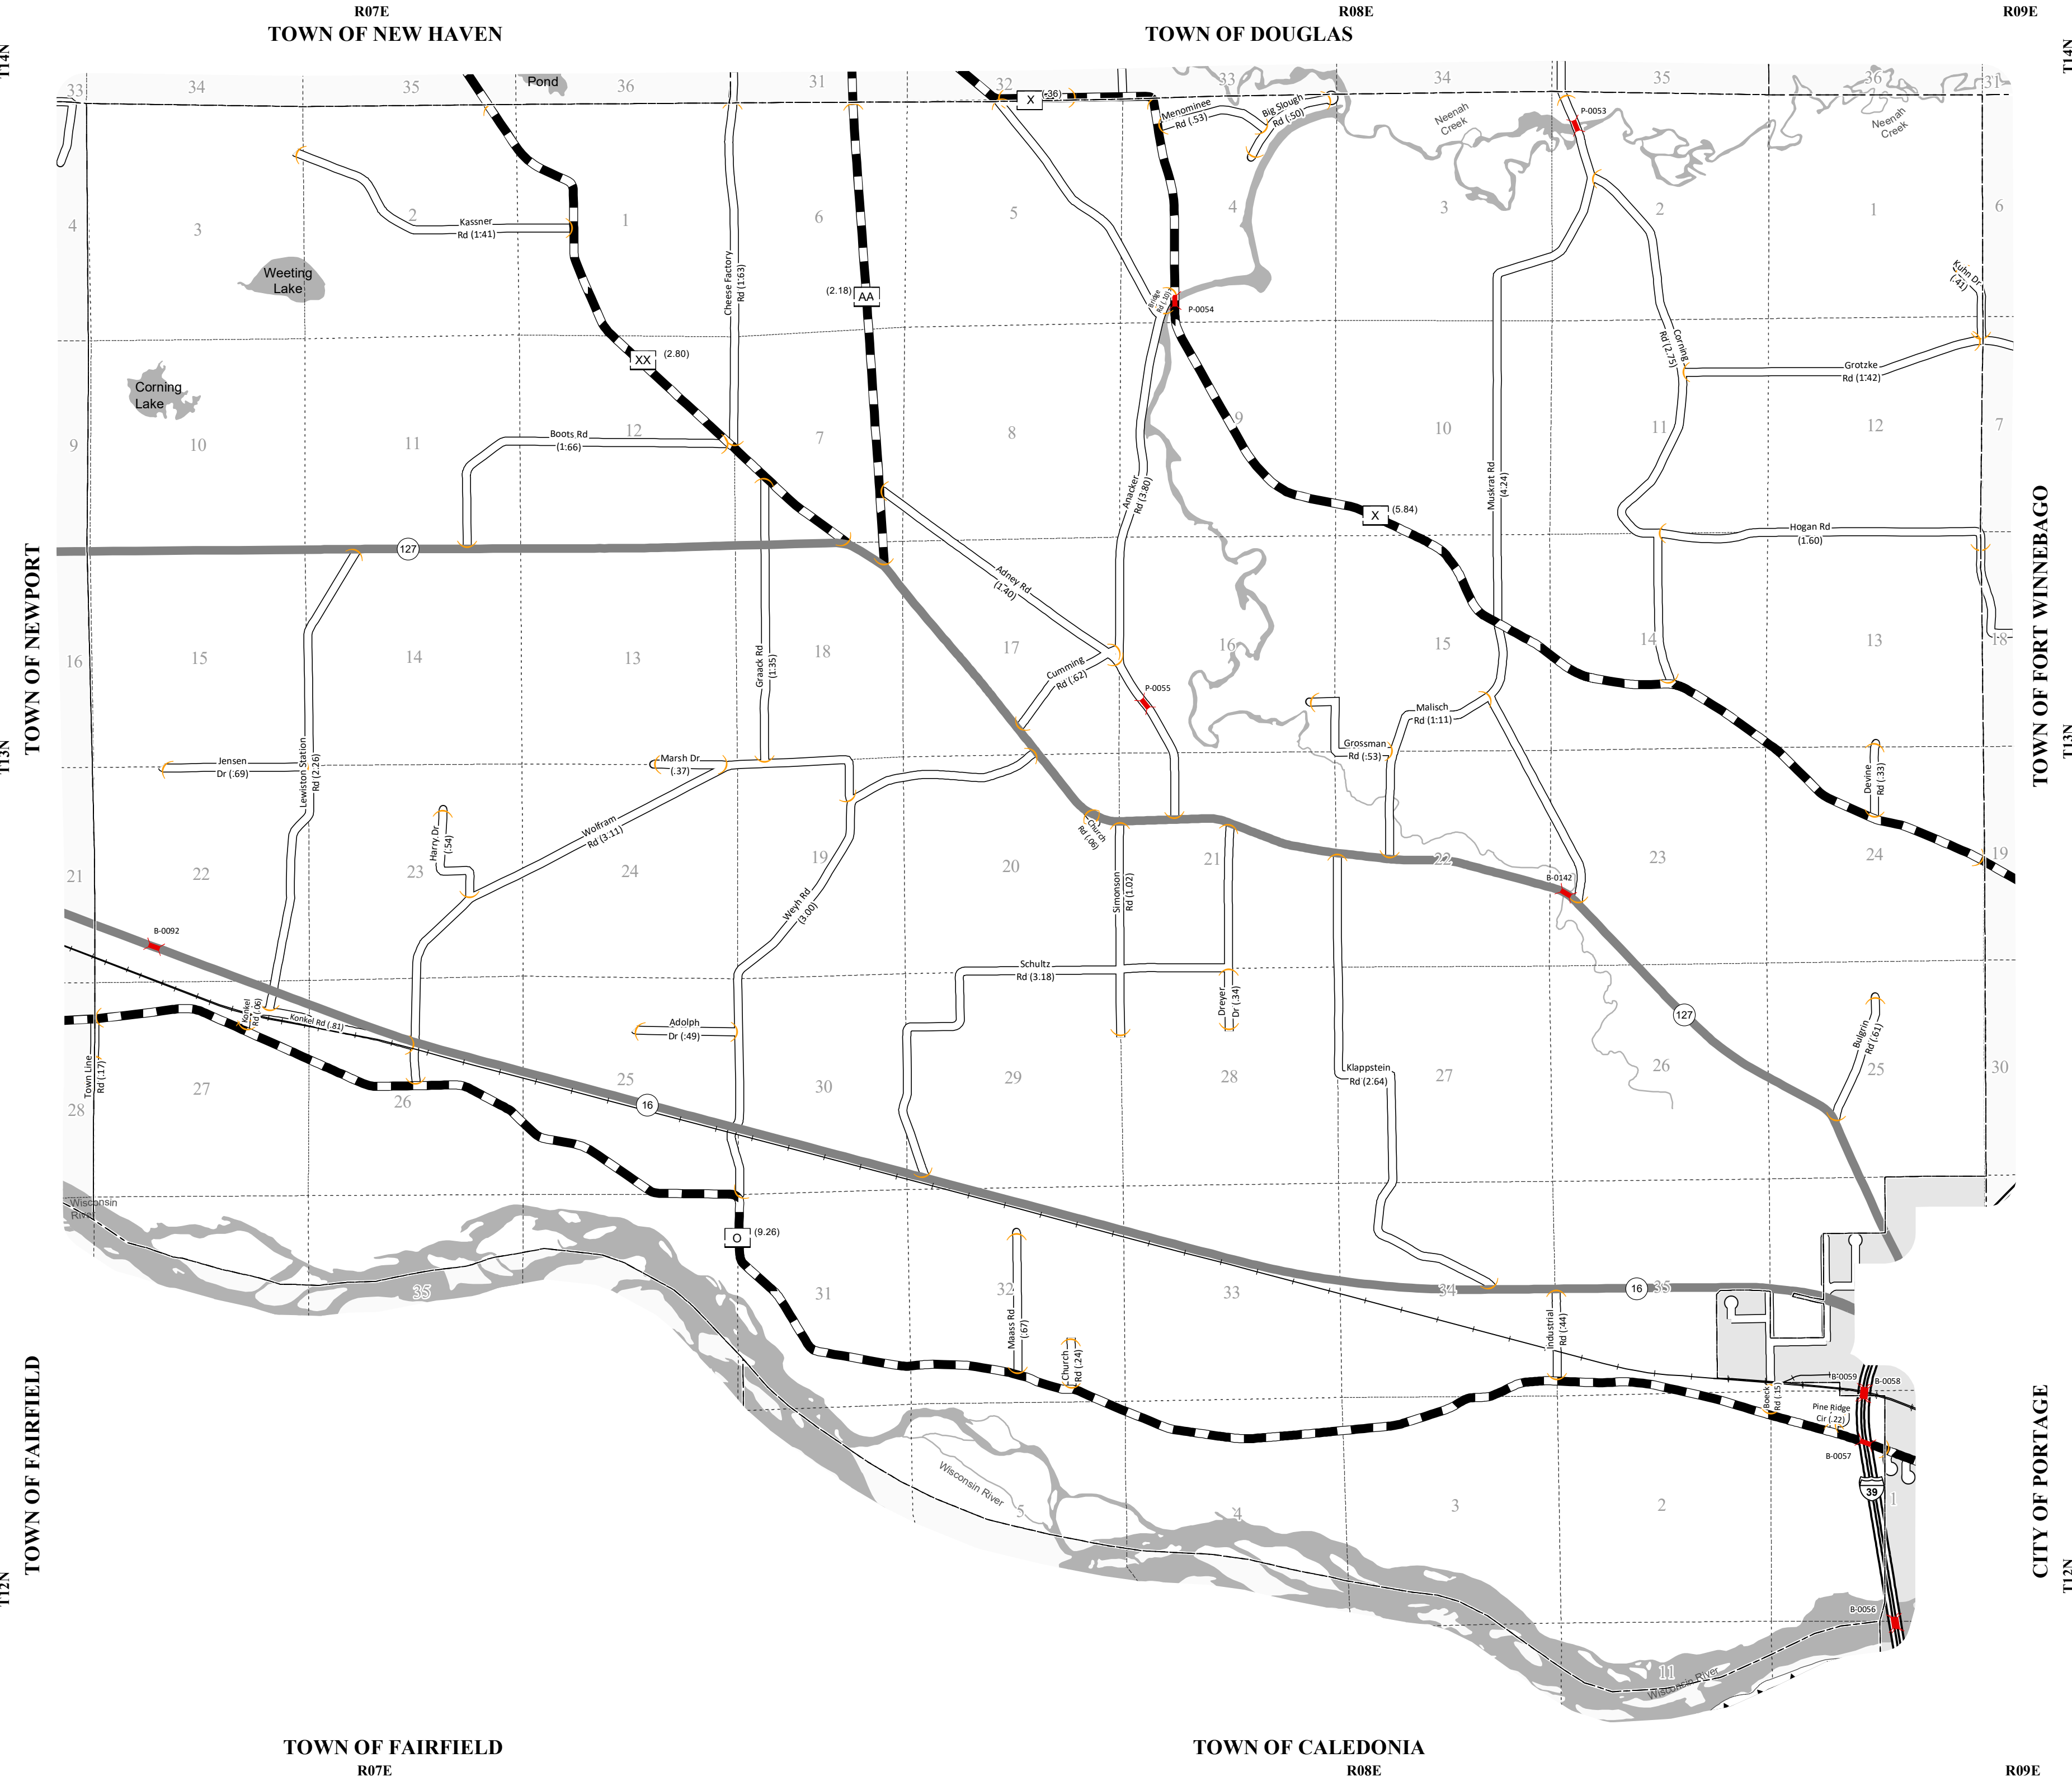 R07E
R08E
R09E
TOWN OF NEW HAVEN
TOWN OF DOUGLAS
T14N
T14N
33
34
35
Pond
36
31
32
33
34
35
36
31
X
(.36)
Menominee
Rd (.53)
Big Slough
Rd (.50)
Neenah
Creek
P-0053
Neenah
Creek
4
3
2
1
6
5
4
3
2
1
6
Kassner
Rd (1.41)
Weeting
Lake
Cheese Factory
Rd (1.63)
(2.18)
AA
Bridge
Rd (.10)
P-0054
Kuhn Dr
(.41)
XX
(2.80)
Corning
Rd (2.75)
Grotzke
Rd (1.42)
Corning
Lake
9
10
11
12
7
8
9
10
11
12
7
Boots Rd
(1.66)
Anacker
Rd (3.80)
Muskrat Rd
(4.24)
X
(5.84)
Hogan Rd
(1.60)
127
Adney Rd
(1.40)
TOWN OF NEWPORT
TOWN OF FORT WINNEBAGO
16
15
14
13
18
17
16
15
14
13
18
Graack Rd
(1.35)
Cumming
Rd (.62)
P-0055
Malisch
Rd (1.11)
Grossman
Rd (.53)
T13N
T13N
Jensen
Dr (.69)
Lewiston Station
Rd (2.26)
Marsh Dr
(.37)
Devine
Rd (.33)
Harry Dr
(.54)
Wolfram
Rd (3.11)
Church
Rd (.06)
21
22
23
24
19
20
21
22
23
24
19
B-0142
Simonson
Rd (1.02)
Weyh Rd
(3.00)
B-0092
Schultz
Rd (3.18)
Dreyer
Dr (.34)
Konkel
Rd (.06)
Konkel Rd (.81)
Adolph
Dr (.49)
127
Bulgrin
Rd (.61)
Town Line
Rd (.17)
28
27
26
25
30
29
28
27
26
25
30
Klappstein
Rd (2.64)
16
Wisconsin
River
O
(9.26)
35
31
32
33
34
16
35
Maass Rd
(.67)
Church
Rd (.24)
Industrial
Rd (.44)
Boeck
Rd (.15)
B-0059
B-0058
Pine Ridge
Cir (.22)
B-0057
39
TOWN OF FAIRFIELD
CITY OF PORTAGE
Wisconsin River
5
4
3
2
1
T12N
T12N
B-0056
11
Wisconsin River
TOWN OF FAIRFIELD
TOWN OF CALEDONIA
R07E
R08E
R09E